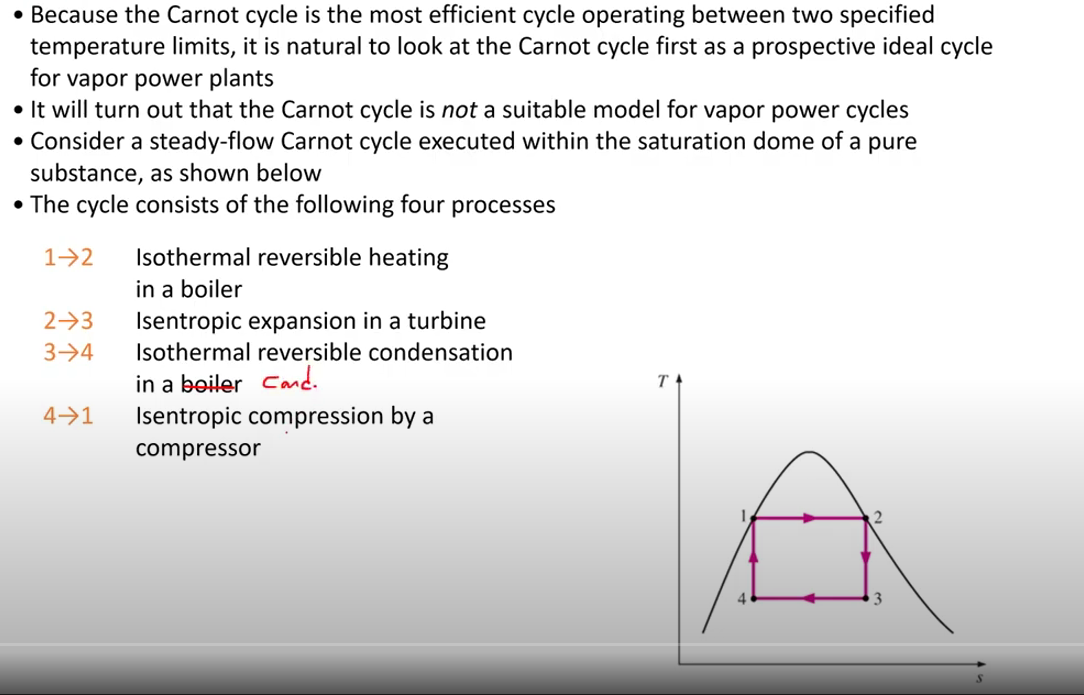 • Because the Carnot cycle is the most efficient cycle operating between two specified
temperature limits, it is natural to look at the Carnot cycle first as a prospective ideal cycle
for vapor power plants
• It will turn out that the Carnot cycle is not a suitable model for vapor power cycles
• Consider a steady-flow Carnot cycle executed within the saturation dome of a pure
substance, as shown below
• The cycle consists of the following four processes
1→2 Isothermal reversible heating
in a boiler
2→3 Isentropic expansion in a turbine
3→4 Isothermal reversible condensation
in a boiler Cond.
4→1 Isentropic compression by a
compressor
T
1 2
4 3
s